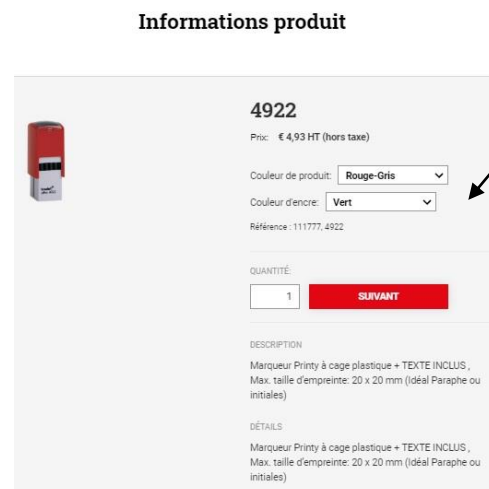 Informations produit
4922
Prix: € 4,93 HT (hors taxe)
Couleur de produit: Rouge-Gris
Couleur d'encre: Vert
Référence : 111777, 4922
QUANTITÉ:
1 SUIVANT
DESCRIPTION
Marqueur Printy à cage plastique + TEXTE INCLUS ,
Max. taille d'empreinte: 20 x 20 mm (Idéal Paraphe ou
initiales)
DÉTAILS
Marqueur Printy à cage plastique + TEXTE INCLUS ,
Max. taille d'empreinte: 20 x 20 mm (Idéal Paraphe ou
initiales)